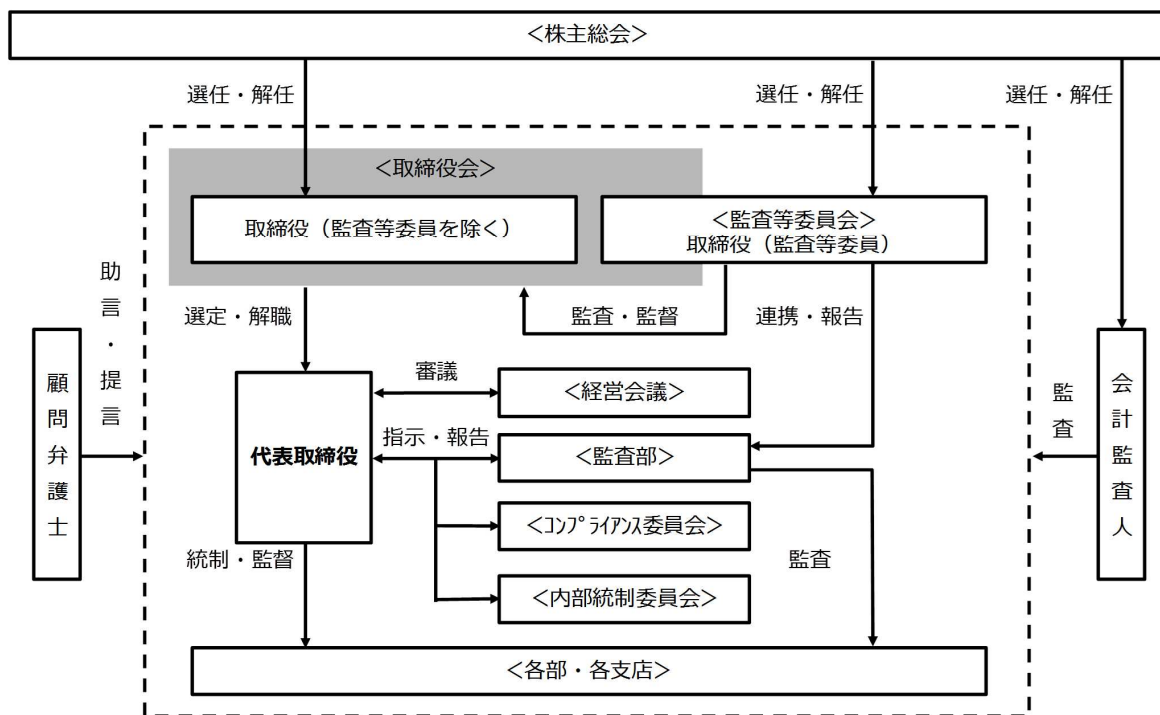 <株主総会>
選任・解任
選任・解任
選任・解任
<取締役会>
取締役（監査等委員を除く）
<監査等委員会>
取締役（監査等委員）
助言・提言
選定・解職
監査・監督
連携・報告
顧問弁護士
会計監査人
監査
審議
<経営会議>
代表取締役
指示・報告
<監査部>
<ｺﾝﾌﾟﾗｲｱﾝｽ委員会>
統制・監督
監査
<内部統制委員会>
<各部・各支店>